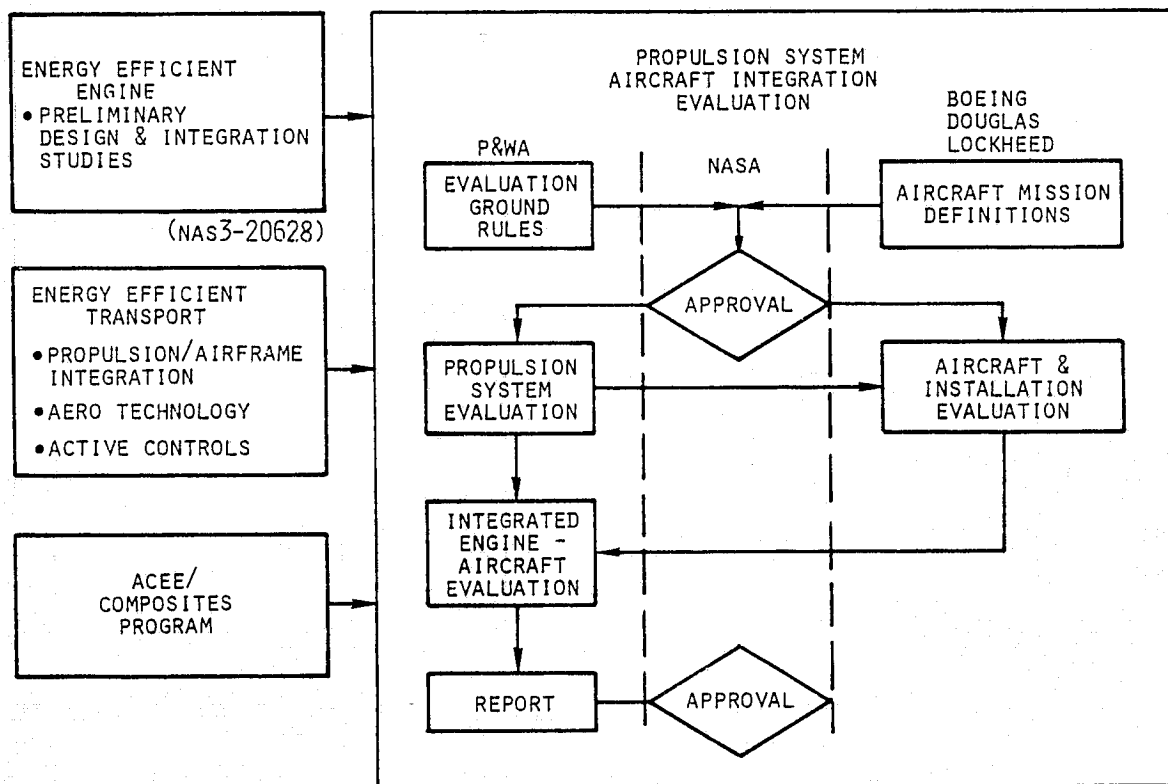 ENERGY EFFICIENT
ENGINE
• PRELIMINARY
DESIGN & INTEGRATION
STUDIES
(NAS3-20628)
ENERGY EFFICIENT
TRANSPORT
• PROPULSION/AIRFRAME
INTEGRATION
• AERO TECHNOLOGY
• ACTIVE CONTROLS
ACEE/
COMPOSITES
PROGRAM
PROPULSION SYSTEM
AIRCRAFT INTEGRATION
EVALUATION
P&WA
NASA
BOEING
DOUGLAS
LOCKHEED
EVALUATION
GROUND
RULES
AIRCRAFT MISSION
DEFINITIONS
APPROVAL
PROPULSION
SYSTEM
EVALUATION
AIRCRAFT &
INSTALLATION
EVALUATION
INTEGRATED
ENGINE -
AIRCRAFT
EVALUATION
REPORT
APPROVAL